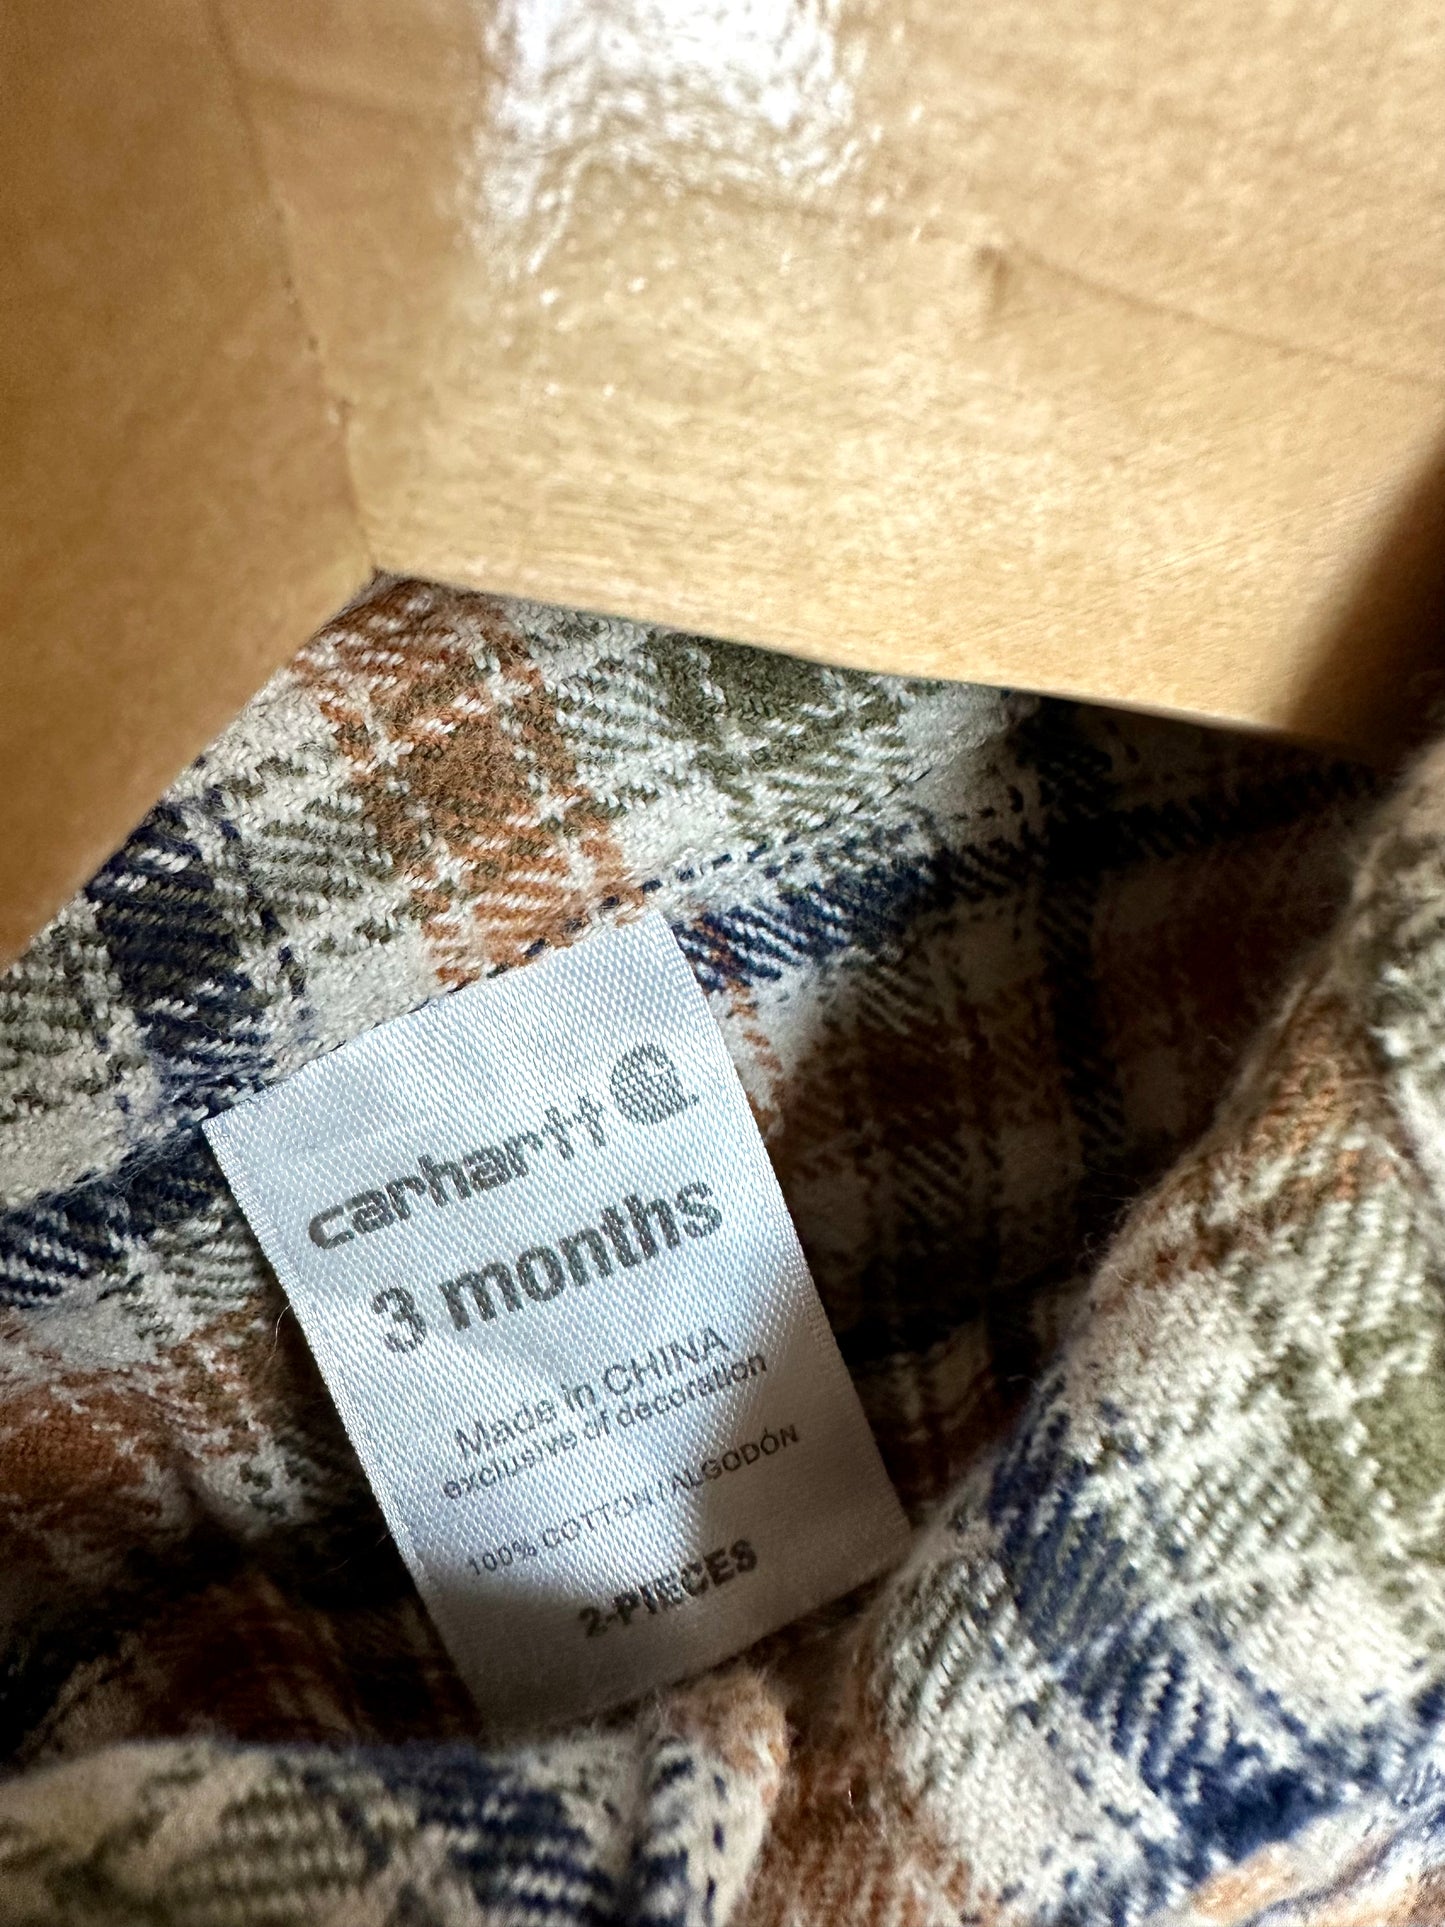 carhartt
3 months
Made in CHINA
exclusive of decoration
100% COTTON / ALGODÓN
2-PIECES